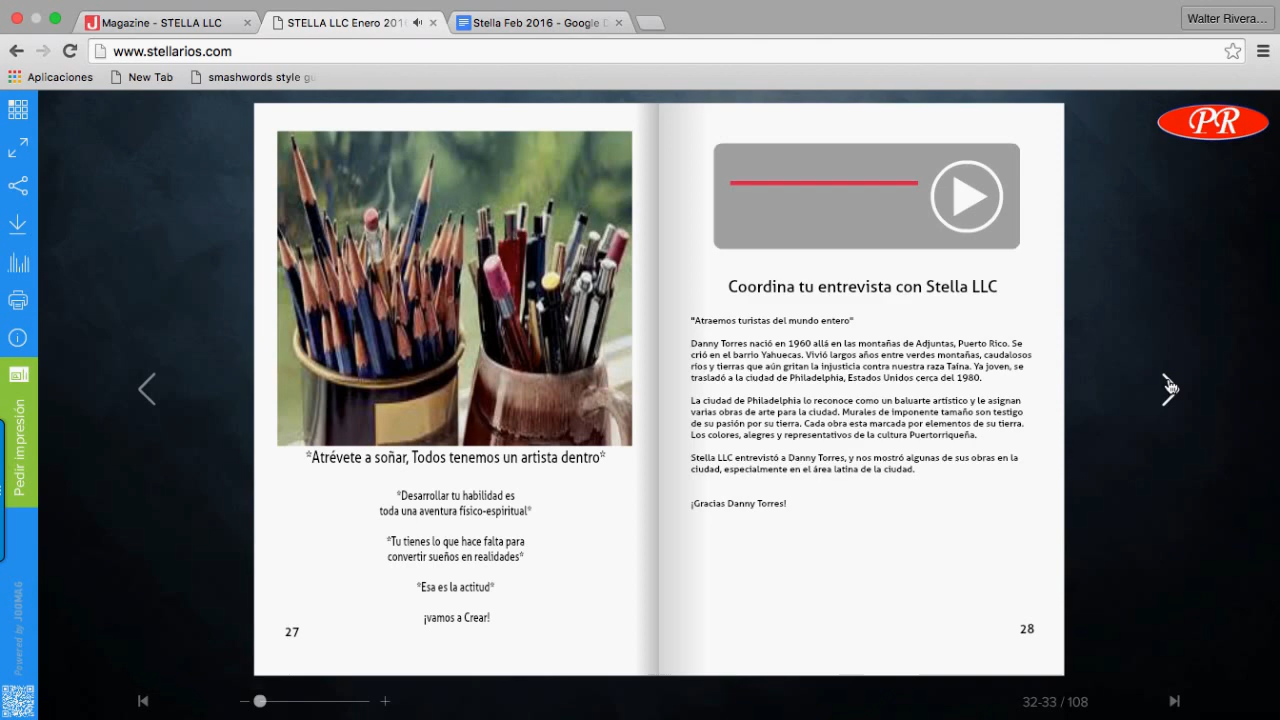 Magazine - STELLA LLC
STELLA LLC Enero 201
Stella Feb 2016 - Google D
Walter Rivera...
www.stellarios.com
Aplicaciones
New Tab
smashwords style gu
PR
Coordina tu entrevista con Stella LLC
"Atraemos turistas del mundo entero"
Danny Torres nació en 1960 allá en las montañas de Adjuntas, Puerto Rico. Se
crió en el barrio Yahuecas. Vivió largos años entre verdes montañas, caudalosos
ríos y tierras que aún gritan la injusticia contra nuestra raza Taína. Ya joven, se
trasladó a la ciudad de Philadelphia, Estados Unidos cerca del 1980.
La ciudad de Philadelphia lo reconoce como un baluarte artístico y le asignan
varias obras de arte para la ciudad. Murales de imponente tamaño son testigo
de su pasión por su tierra. Cada obra esta marcada por elementos de su tierra.
Los colores, alegres y representativos de la cultura Puertorriqueña.
Stella LLC entrevistó a Danny Torres, y nos mostró algunas de sus obras en la
ciudad, especialmente en el área latina de la ciudad.
¡Gracias Danny Torres!
28
*Atrévete a soñar, Todos tenemos un artista dentro*
*Desarrollar tu habilidad es
toda una aventura físico-espiritual*
*Tu tienes lo que hace falta para
convertir sueños en realidades*
*Esa es la actitud*
¡vamos a Crear!
27
Pedir impresión
Powered by JOOMAG
32-33 / 108